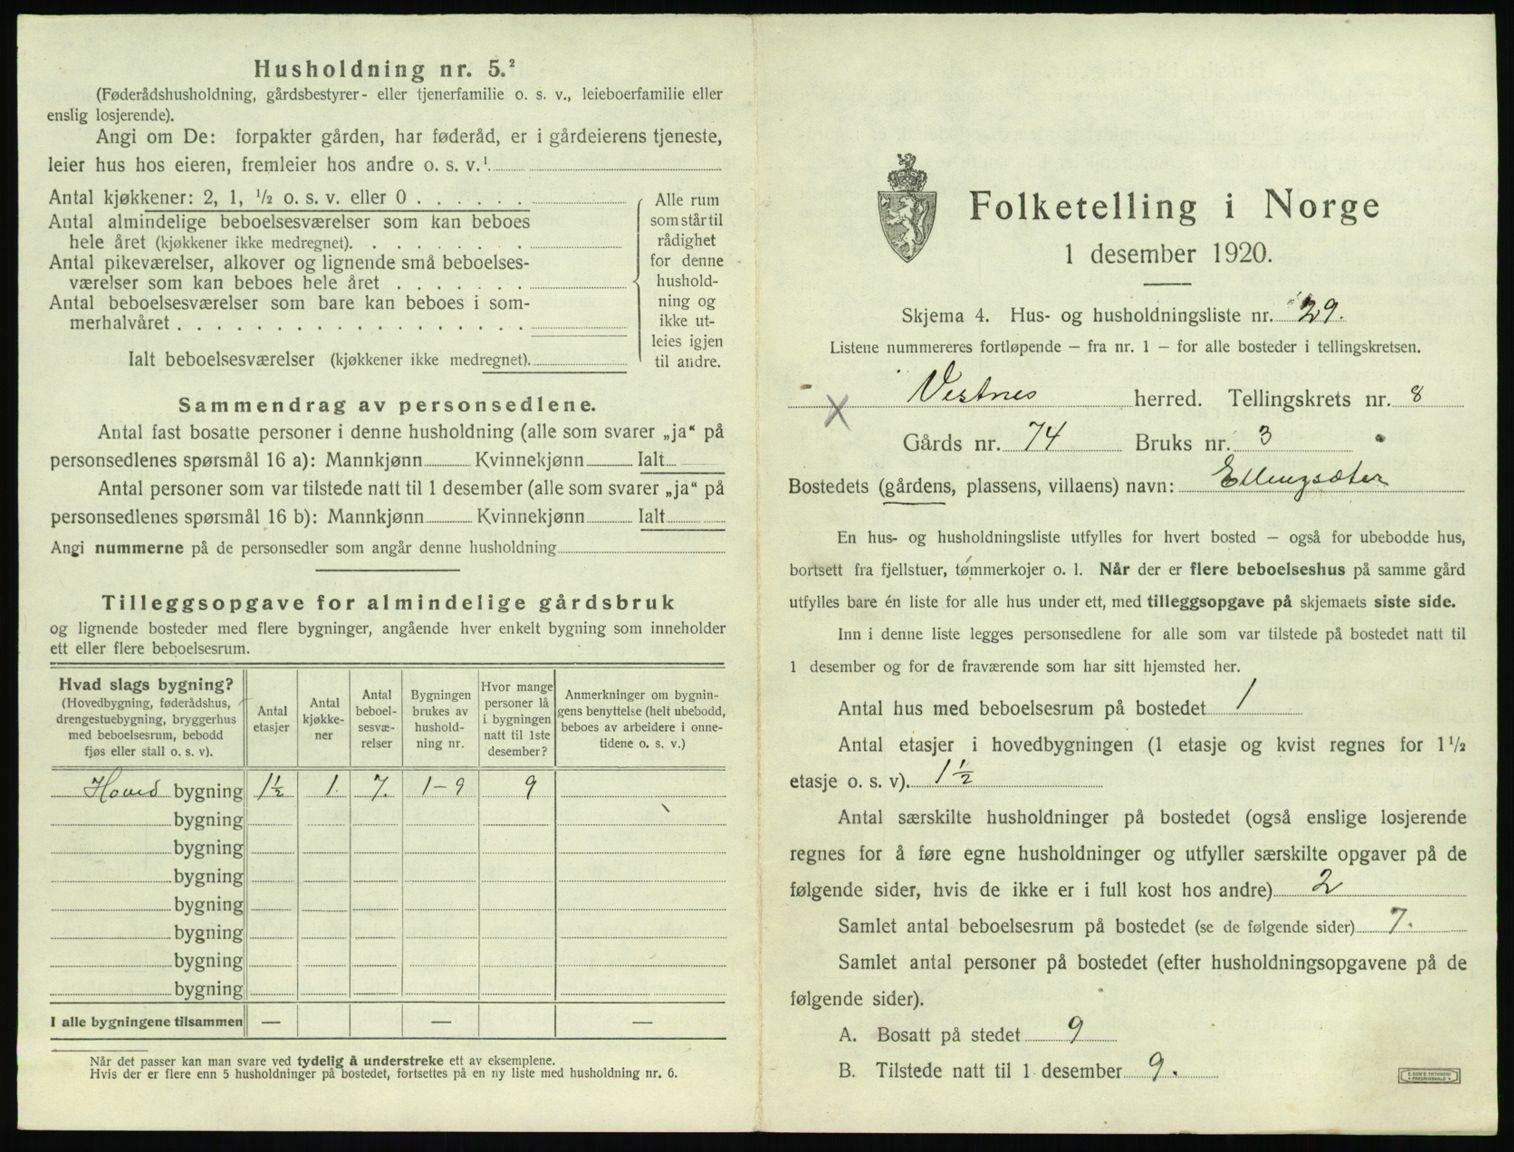 Husholdning nr. 5.²
(Føderådshusholdning, gårdsbestyrer- eller tjenerfamilie o. s. v., leieboerfamilie eller
enslig losjerende).
Angi om De: forpakter gården, har føderåd, er i gårdeierens tjeneste,
leier hus hos eieren, fremleier hos andre o. s. v.¹
Antal kjøkkener: 2, 1, ½ o. s. v. eller 0 . . . . . .
Antal almindelige beboelsesværelser som kan beboes
hele året (kjøkkener ikke medregnet). . . . . . . . .
Antal pikeværelser, alkover og lignende små beboelses-
værelser som kan beboes hele året . . . . . . .
Antal beboelsesværelser som bare kan beboes i som-
merhalvåret . . . . . . . . . . . . . . . . . .
Ialt beboelsesværelser (kjøkkener ikke medregnet).
Alle rum
som står til
rådighet
for denne
hushold-
ning og
ikke ut-
leies igjen
til andre.
Sammendrag av personsedlene.
Antal fast bosatte personer i denne husholdning (alle som svarer „ja“ på
personsedlenes spørsmål 16 a): Mannkjønn Kvinnekjønn Ialt
Antal personer som var tilstede natt til 1 desember (alle som svarer „ja“ på
personsedlenes spørsmål 16 b): Mannkjønn Kvinnekjønn Ialt
Angi nummerne på de personsedler som angår denne husholdning
Tilleggsopgave for almindelige gårdsbruk
og lignende bosteder med flere bygninger, angående hver enkelt bygning som inneholder
ett eller flere beboelsesrum.
Hvad slags bygning?
(Hovedbygning, føderådshus,
drengestuebygning, bryggerhus
med beboelsesrum, bebodd
fjøs eller stall o. s. v).
Antal
etasjer
Antal
kjøkke-
ner
Antal
beboel-
sesvæ-
relser
Bygningen
brukes av
hushold-
ning nr.
Hvor mange
personer lå
i bygningen
natt til 1ste
desember?
Anmerkninger om bygnin-
gens benyttelse (helt ubebodd,
beboes av arbeidere i onne-
tidene o. s. v.)
Hoved bygning 1½ 1. 7. 1-9 9
bygning
bygning
bygning
bygning
bygning
bygning
bygning
I alle bygningene tilsammen — — —
Når det passer kan man svare ved tydelig å understreke ett av eksemplene.
Hvis der er flere enn 5 husholdninger på bostedet, fortsettes på en ny liste med husholdning nr. 6.
Folketelling i Norge
1 desember 1920.
Skjema 4. Hus- og husholdningsliste nr. 29.
Listene nummereres fortløpende – fra nr. 1 – for alle bosteder i tellingskretsen.
X Vestnes herred. Tellingskrets nr. 8
Gårds nr. 74 Bruks nr. 3
Bostedets (gårdens, plassens, villaens) navn: Ellingsæter
En hus- og husholdningsliste utfylles for hvert bosted – også for ubebodde hus,
bortsett fra fjellstuer, tømmerkojer o. l. Når der er flere beboelseshus på samme gård
utfylles bare én liste for alle hus under ett, med tilleggsopgave på skjemaets siste side.
Inn i denne liste legges personsedlene for alle som var tilstede på bostedet natt til
1 desember og for de fraværende som har sitt hjemsted her.
Antal hus med beboelsesrum på bostedet 1
Antal etasjer i hovedbygningen (1 etasje og kvist regnes for 1½
etasje o. s. v). 1½
Antal særskilte husholdninger på bostedet (også enslige losjerende
regnes for å føre egne husholdninger og utfyller særskilte opgaver på de
følgende sider, hvis de ikke er i full kost hos andre) 2
Samlet antal beboelsesrum på bostedet (se de følgende sider) 7.
Samlet antal personer på bostedet (efter husholdningsopgavene på de
følgende sider).
A. Bosatt på stedet 9
B. Tilstede natt til 1 desember 9.